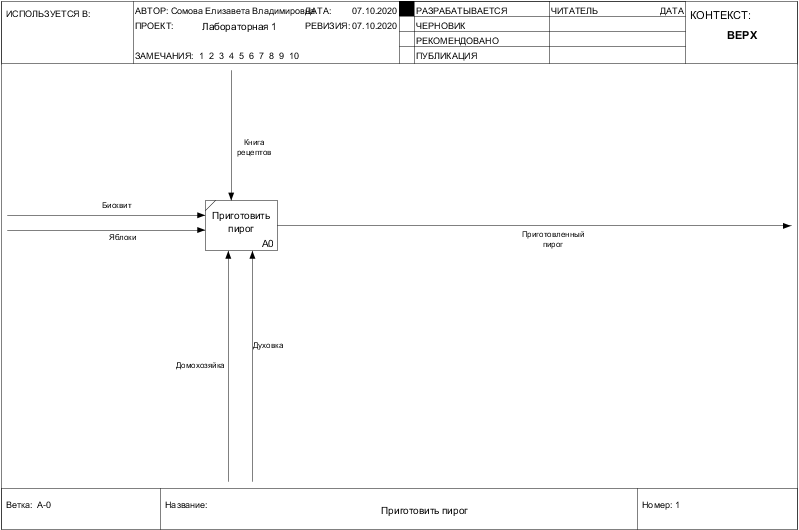 ИСПОЛЬЗУЕТСЯ В:
АВТОР: Сомова Елизавета Владимировна
ДАТА: 07.10.2020
ПРОЕКТ: Лабораторная 1
РЕВИЗИЯ: 07.10.2020
ЗАМЕЧАНИЯ: 1 2 3 4 5 6 7 8 9 10
РАЗРАБАТЫВАЕТСЯ
ЧЕРНОВИК
РЕКОМЕНДОВАНО
ПУБЛИКАЦИЯ
ЧИТАТЕЛЬ ДАТА
КОНТЕКСТ:
ВЕРХ
Книга
рецептов
Бисквит
Яблоки
Приготовить
пирог
A0
Приготовленный
пирог
Духовка
Домохозяйка
Ветка: A-0
Название:
Приготовить пирог
Номер: 1